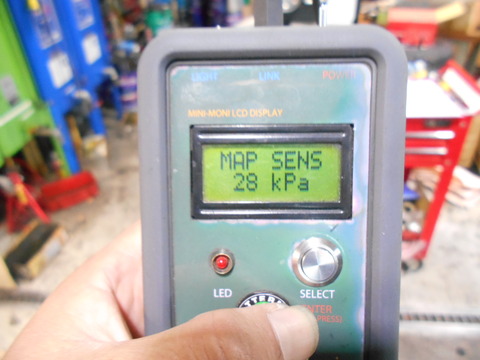 LIGHT LINK POWER
MINI-MONI LCD DISPLAY
MAP SENS
28 kPa
LED SELECT